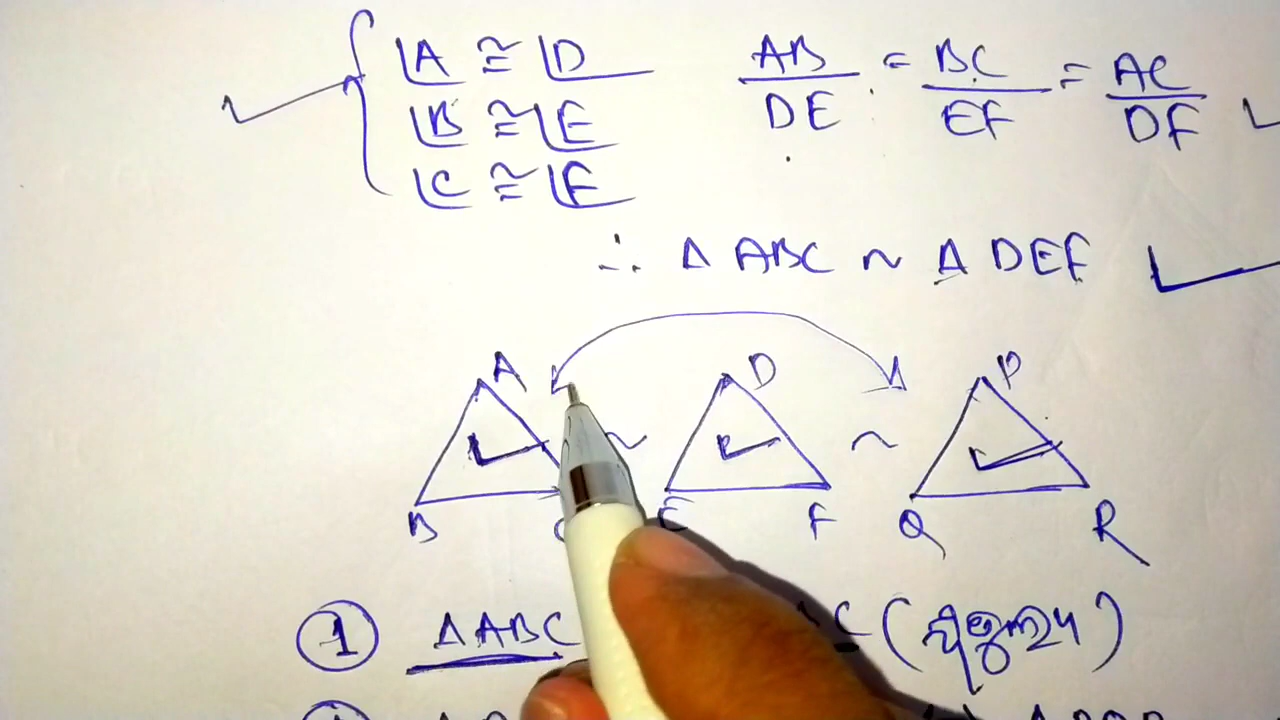 ∠A ≅ ∠D
∠B ≅ ∠E
∠C ≅ ∠F
AB/DE = BC/EF = AC/DF
∴ Δ ABC ~ Δ DEF
A D P
~ ~
B E F Q R
1 ΔABC